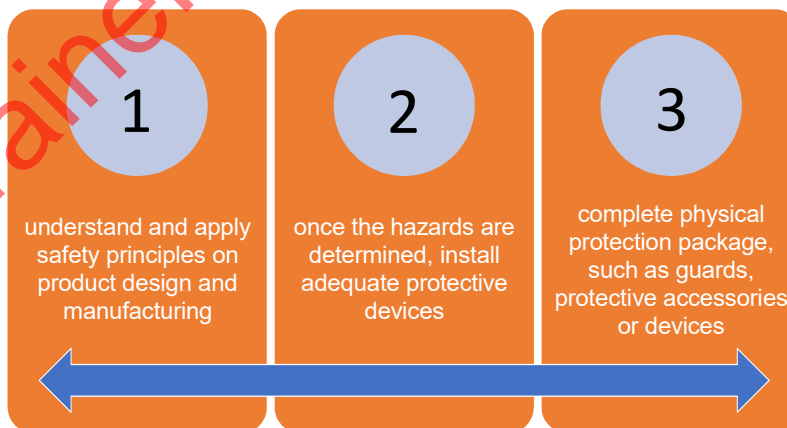 1
understand and apply
safety principles on
product design and
manufacturing
2
once the hazards are
determined, install
adequate protective
devices
3
complete physical
protection package,
such as guards,
protective accessories
or devices